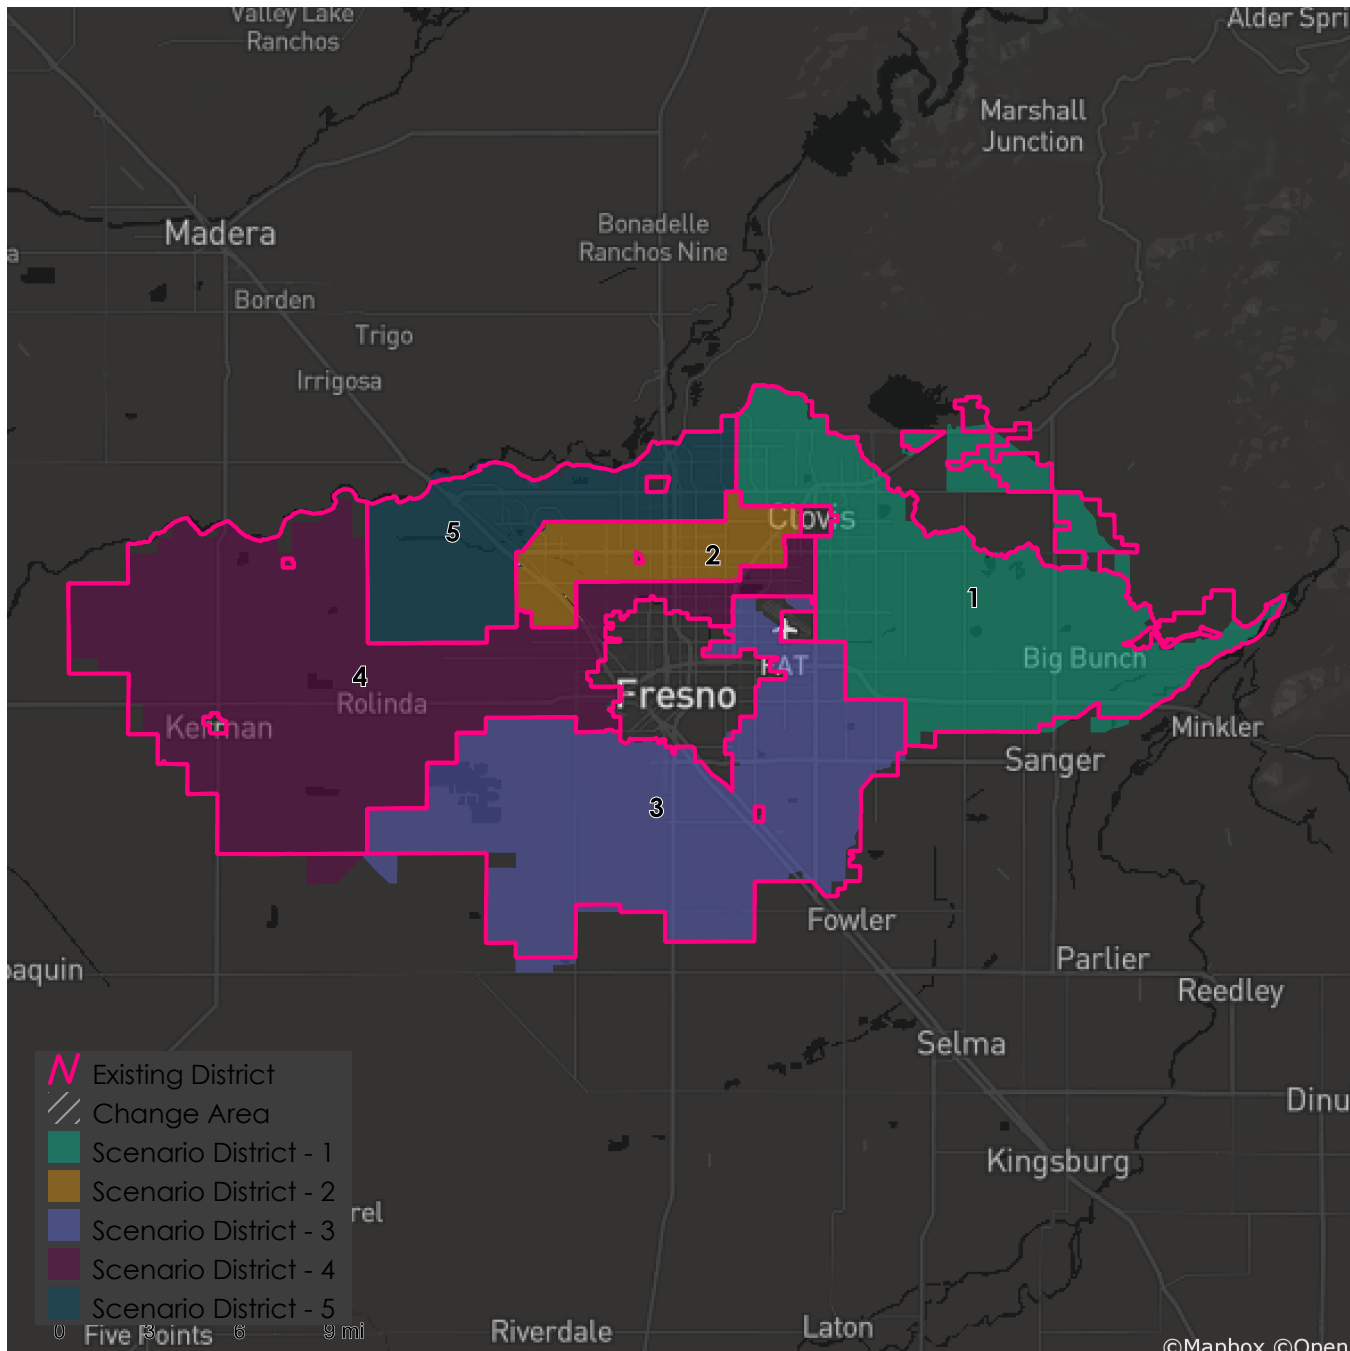 Valley Lake
Ranchos
Alder Spri
Marshall
Junction
Madera
Bonadelle
Ranchos Nine
a
Borden
Trigo
Irrigosa
Clovis
5
2
1
Big Bunch
FAT
4
Rolinda
Fresno
Kerman
Minkler
Sanger
3
Fowler
Parlier
oaquin
Reedley
Selma
Dinu
Kingsburg
rel
Existing District
Change Area
Scenario District - 1
Scenario District - 2
Scenario District - 3
Scenario District - 4
Scenario District - 5
0 3 6 9 mi
Five Points
Riverdale
Laton
©Mapbox ©Open